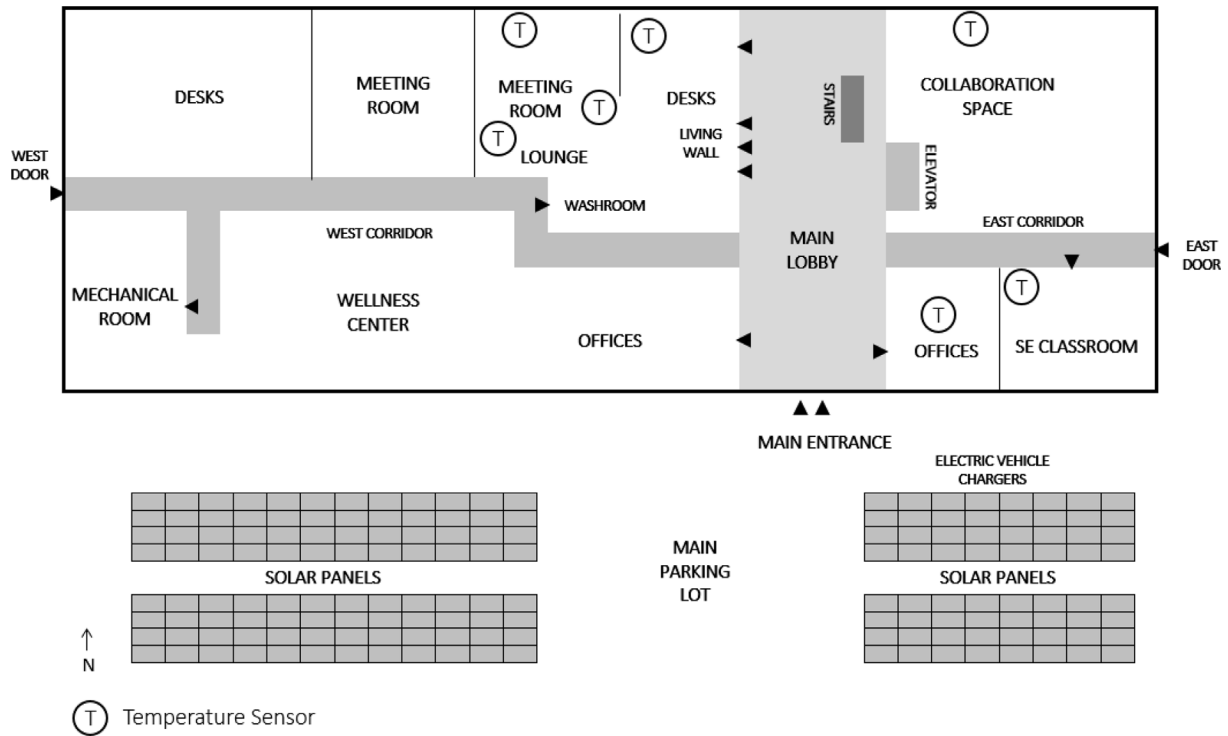 T
T
T
DESKS
MEETING
ROOM
MEETING
ROOM
T
DESKS
STAIRS
COLLABORATION
SPACE
T
LOUNGE
LIVING
WALL
WEST
DOOR
ELEVATOR
WASHROOM
WEST CORRIDOR
MAIN
LOBBY
EAST CORRIDOR
EAST
DOOR
MECHANICAL
ROOM
WELLNESS
CENTER
OFFICES
T
OFFICES
T
SE CLASSROOM
MAIN ENTRANCE
ELECTRIC VEHICLE
CHARGERS
SOLAR PANELS
MAIN
PARKING
LOT
SOLAR PANELS
N
T Temperature Sensor